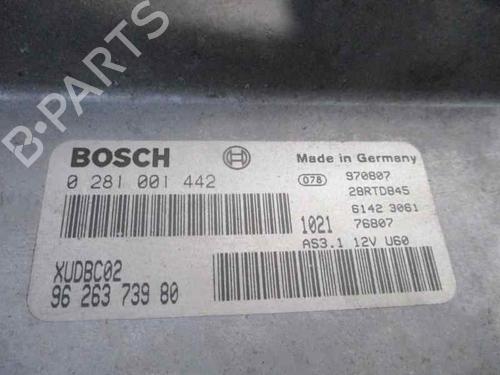 B-PARTS
BOSCH
Made in Germany
0 281 001 442
078 970807
28RTD845
6142 3061
1021 76807
AS3.1 12V U60
XUDBC02
96 263 739 80